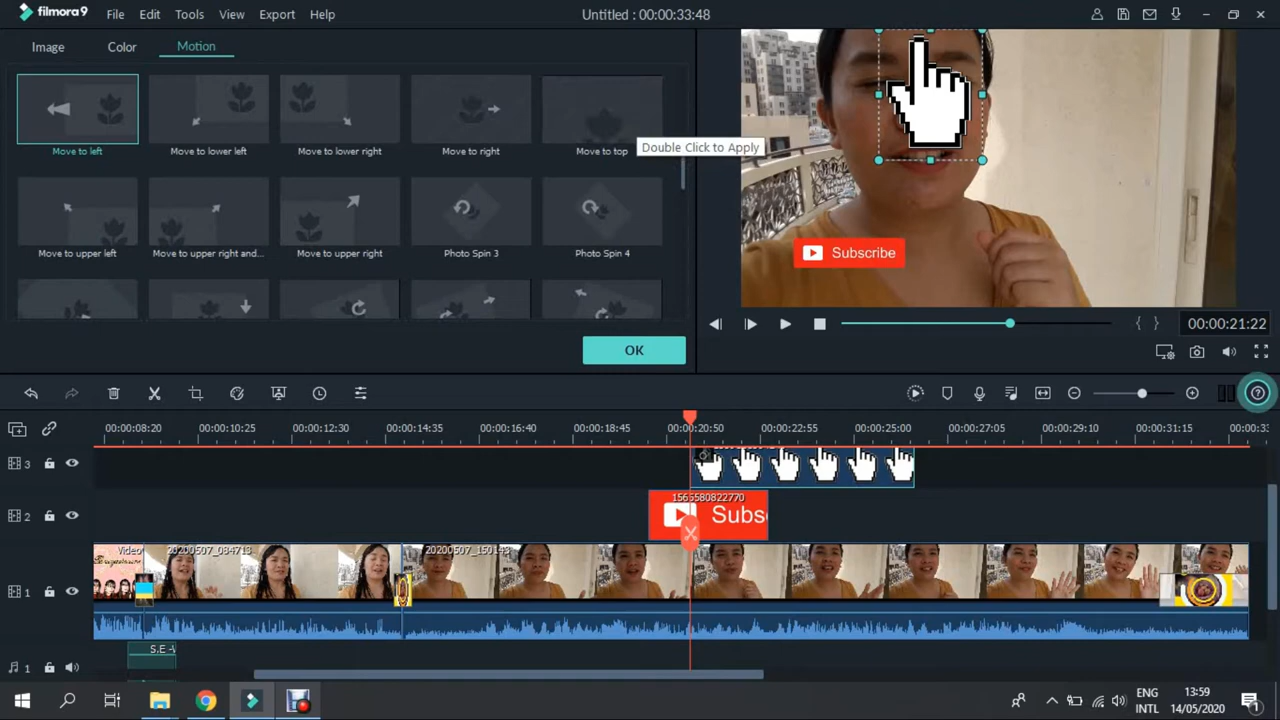 filmora9
File Edit Tools View Export Help
Untitled : 00:00:33:48
Image Color Motion
Move to left
Move to lower left
Move to lower right
Move to right
Move to top
Double Click to Apply
Move to upper left
Move to upper right and...
Move to upper right
Photo Spin 3
Photo Spin 4
OK
Subscribe
00:00:21:22
00:00:08:20 00:00:10:25 00:00:12:30 00:00:14:35 00:00:16:40 00:00:18:45 00:00:20:50 00:00:22:55 00:00:25:00 00:00:27:05 00:00:29:10 00:00:31:15 00:00:33
3
2
1565580822770
Subs
Video
20200507_084713
20200507_150143
1
S.E -V
1
ENG
INTL
13:59
14/05/2020
1